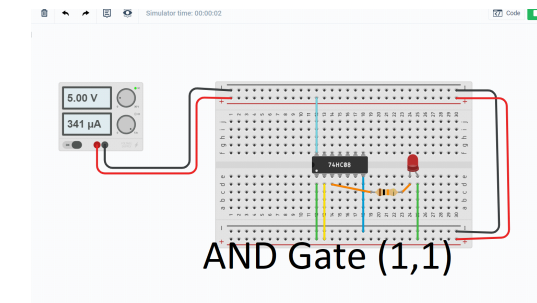 Simulator time: 00:00:02
Code
5.00 V
341 µA
74HC08
AND Gate (1,1)